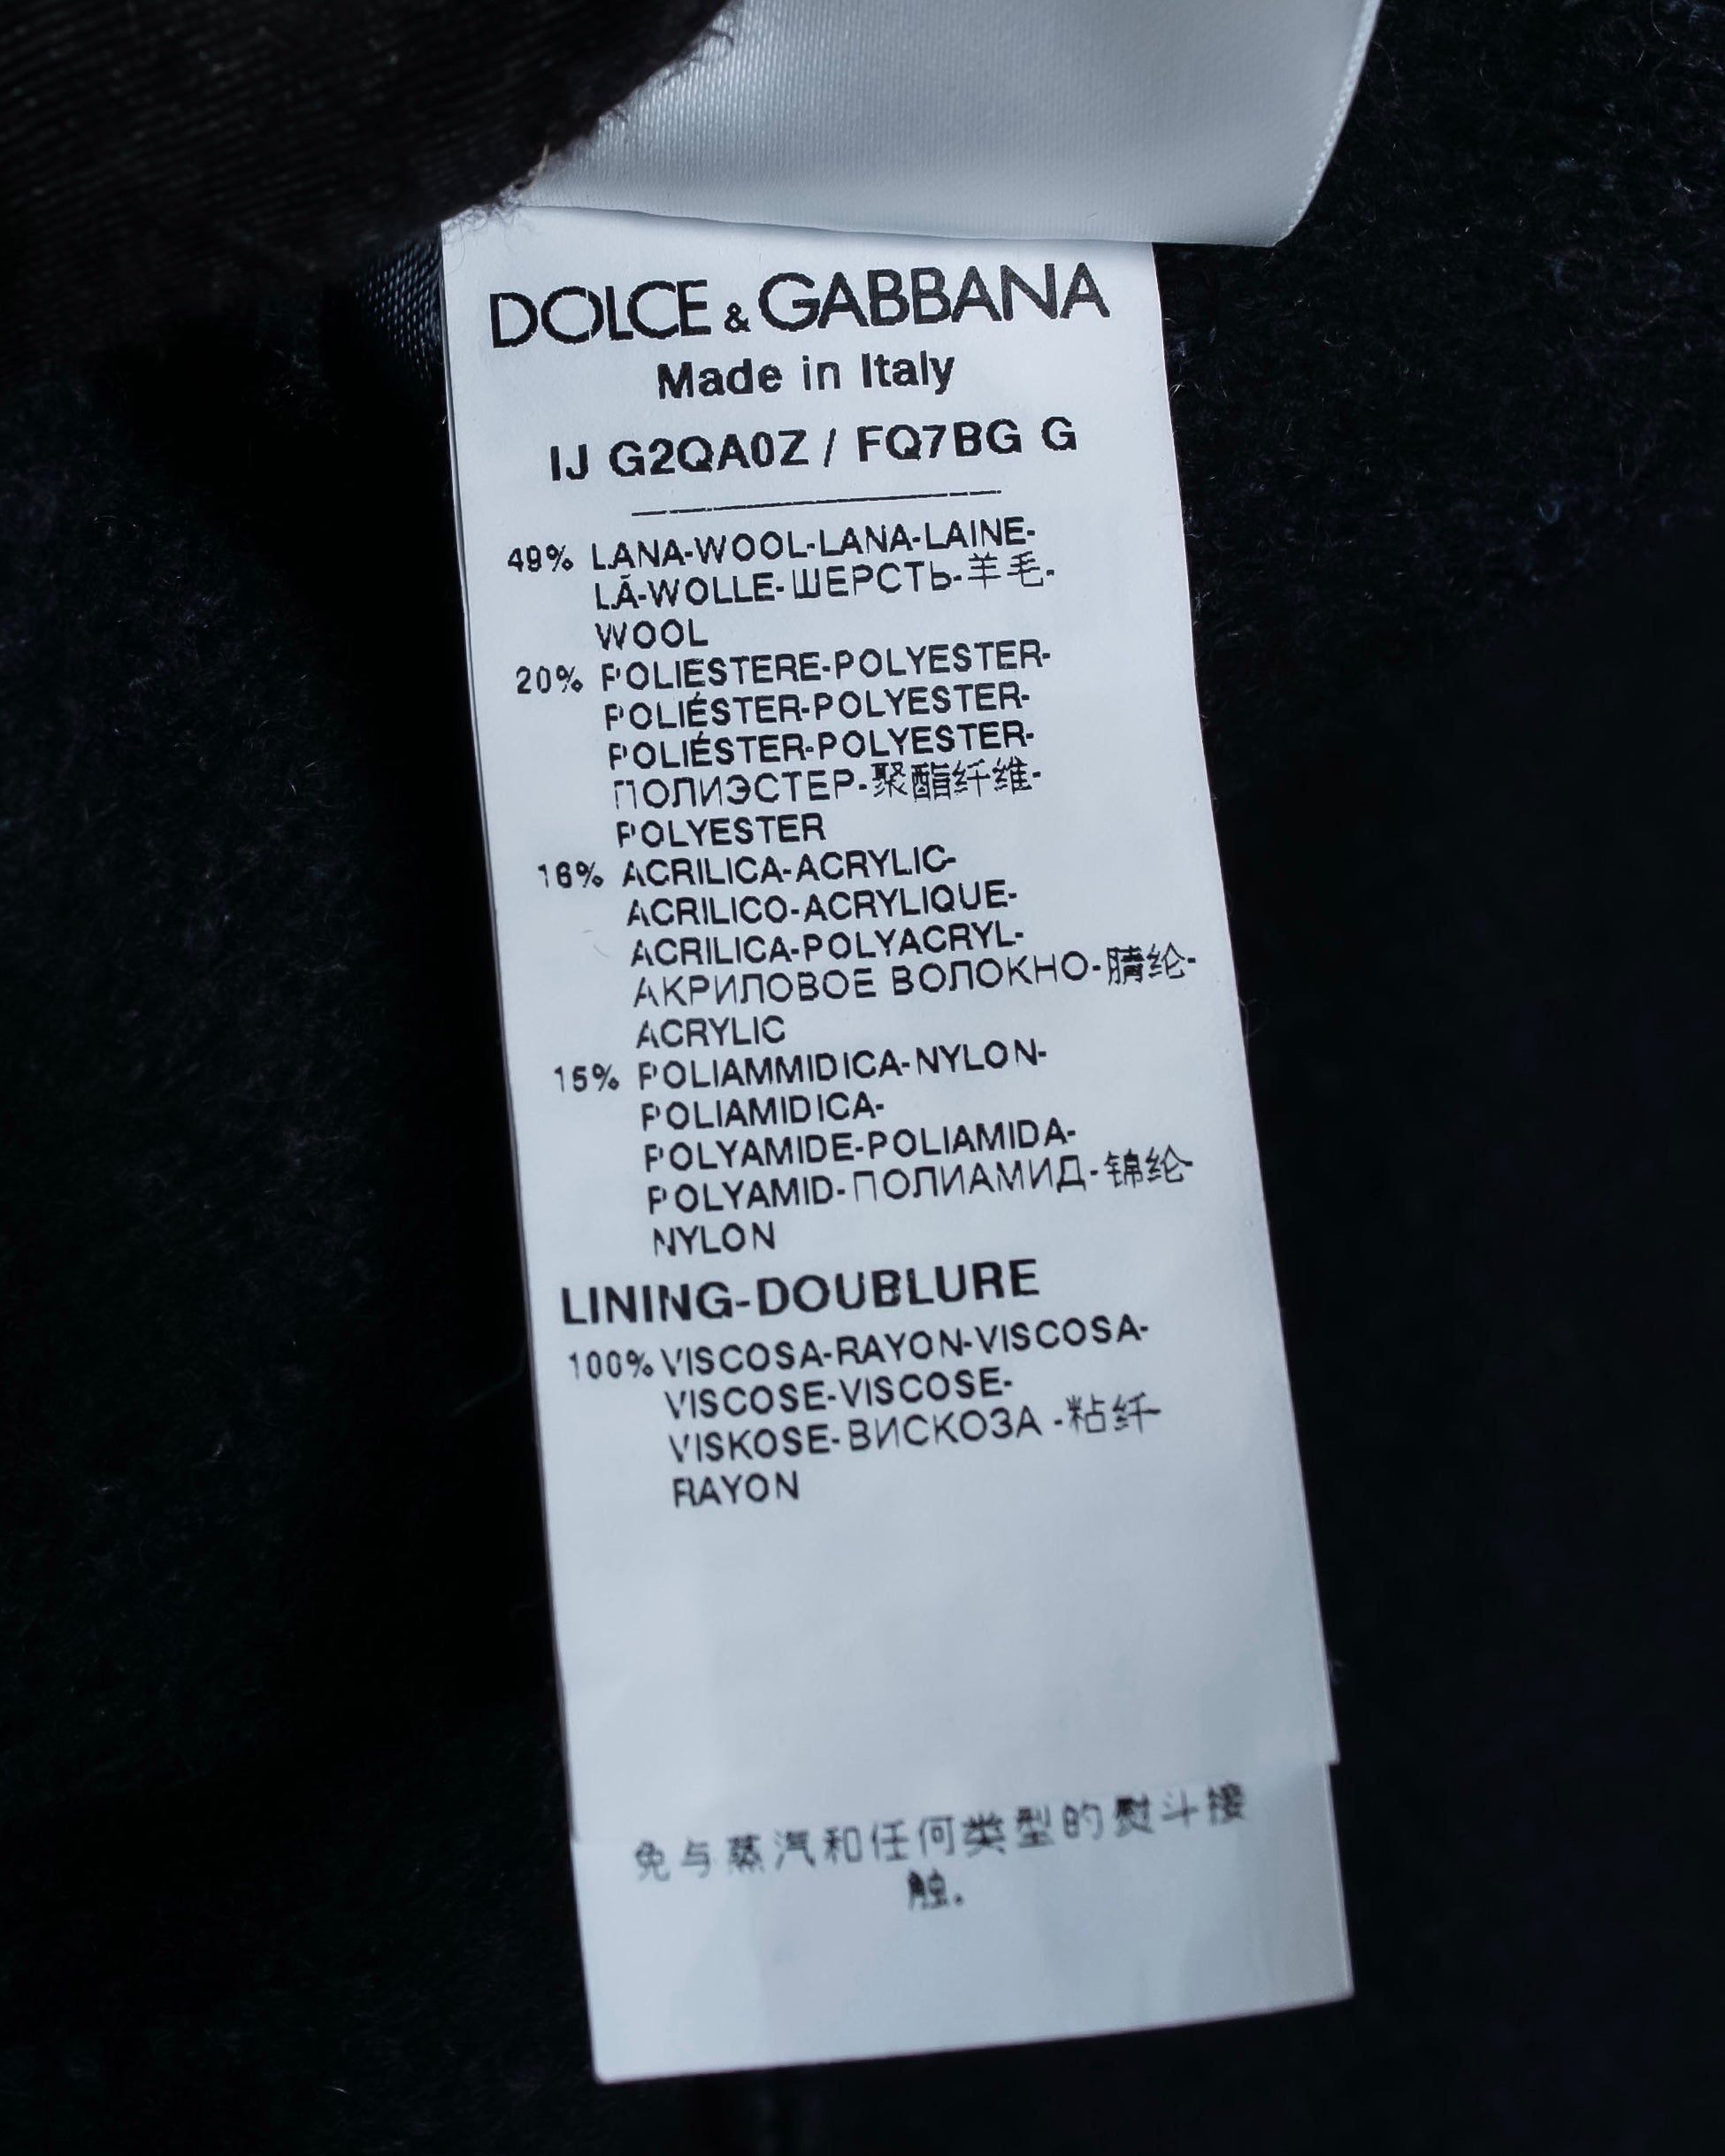 DOLCE & GABBANA
Made in Italy
IJ G2QA0Z / FQ7BG G
49% LANA-WOOL-LANA-LAINE-
LÃ-WOLLE-ШЕРСТЬ-羊毛-
WOOL
20% POLIESTERE-POLYESTER-
POLIÉSTER-POLYESTER-
POLIÉSTER-POLYESTER-
ПОЛИЭСТЕР-聚酯纤维-
POLYESTER
16% ACRILICA-ACRYLIC-
ACRILICO-ACRYLIQUE-
ACRILICA-POLYACRYL-
АКРИЛОВОЕ ВОЛОКНО-腈纶-
ACRYLIC
15% POLIAMMIDICA-NYLON-
POLIAMIDICA-
POLYAMIDE-POLIAMIDA-
POLYAMID-ПОЛИАМИД-锦纶-
NYLON
LINING-DOUBLURE
100% VISCOSA-RAYON-VISCOSA-
VISCOSE-VISCOSE-
VISKOSE-ВИСКОЗА -粘纤-
RAYON
免与蒸汽和任何类型的熨斗接
触.